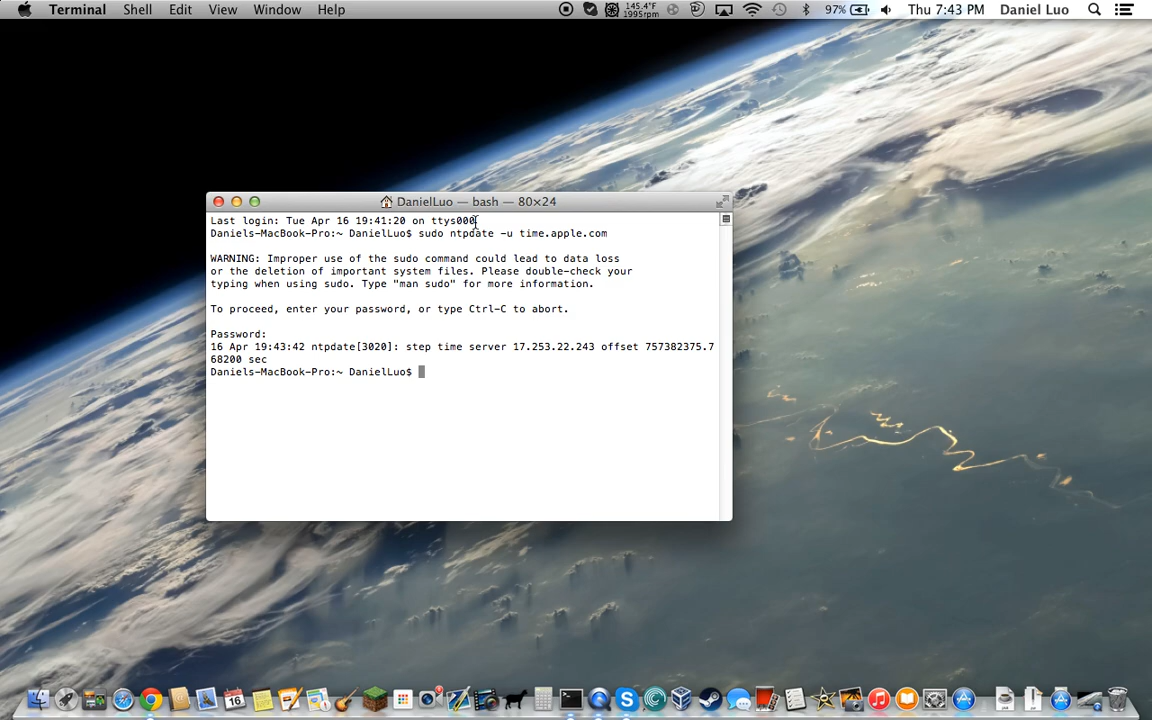 Terminal Shell Edit View Window Help 145.4°F 1995rpm 97% Thu 7:43 PM Daniel Luo
DanielLuo — bash — 80×24
Last login: Tue Apr 16 19:41:20 on ttys000
Daniels-MacBook-Pro:~ DanielLuo$ sudo ntpdate -u time.apple.com
WARNING: Improper use of the sudo command could lead to data loss
or the deletion of important system files. Please double-check your
typing when using sudo. Type "man sudo" for more information.
To proceed, enter your password, or type Ctrl-C to abort.
Password:
16 Apr 19:43:42 ntpdate[3020]: step time server 17.253.22.243 offset 757382375.7
68200 sec
Daniels-MacBook-Pro:~ DanielLuo$
16